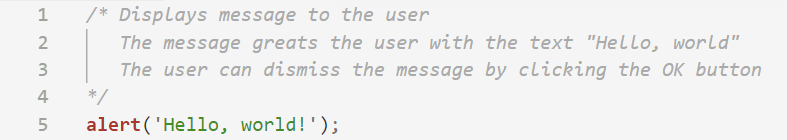 1 /* Displays message to the user
2 The message greats the user with the text "Hello, world"
3 The user can dismiss the message by clicking the OK button
4 */
5 alert('Hello, world!');